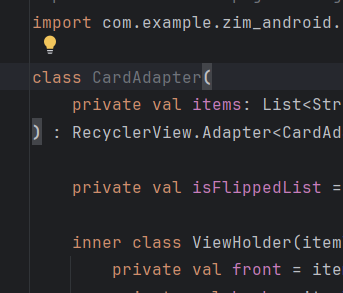 import com.example.zim_android.
class CardAdapter(
private val items: List<Str
) : RecyclerView.Adapter<CardAd
private val isFlippedList =
inner class ViewHolder(item
private val front = ite